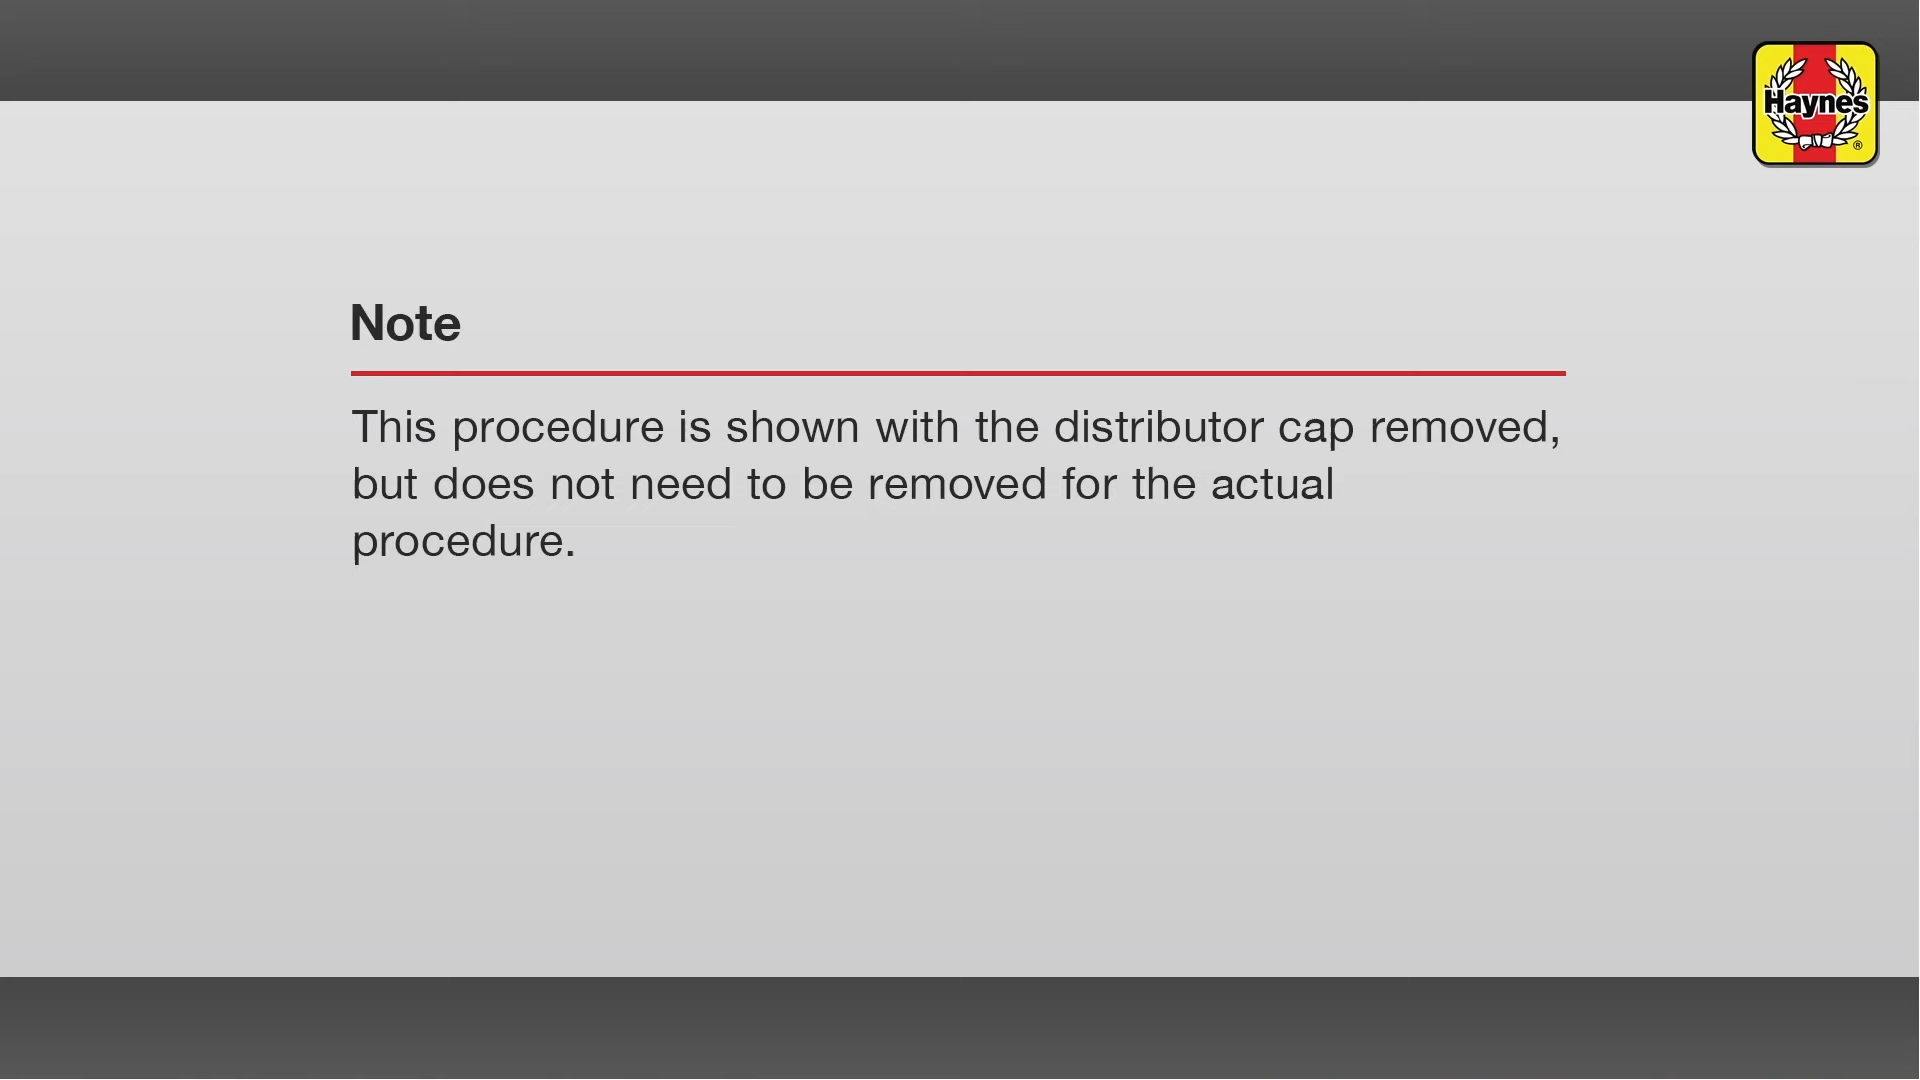 Haynes
®
Note
This procedure is shown with the distributor cap removed,
but does not need to be removed for the actual
procedure.